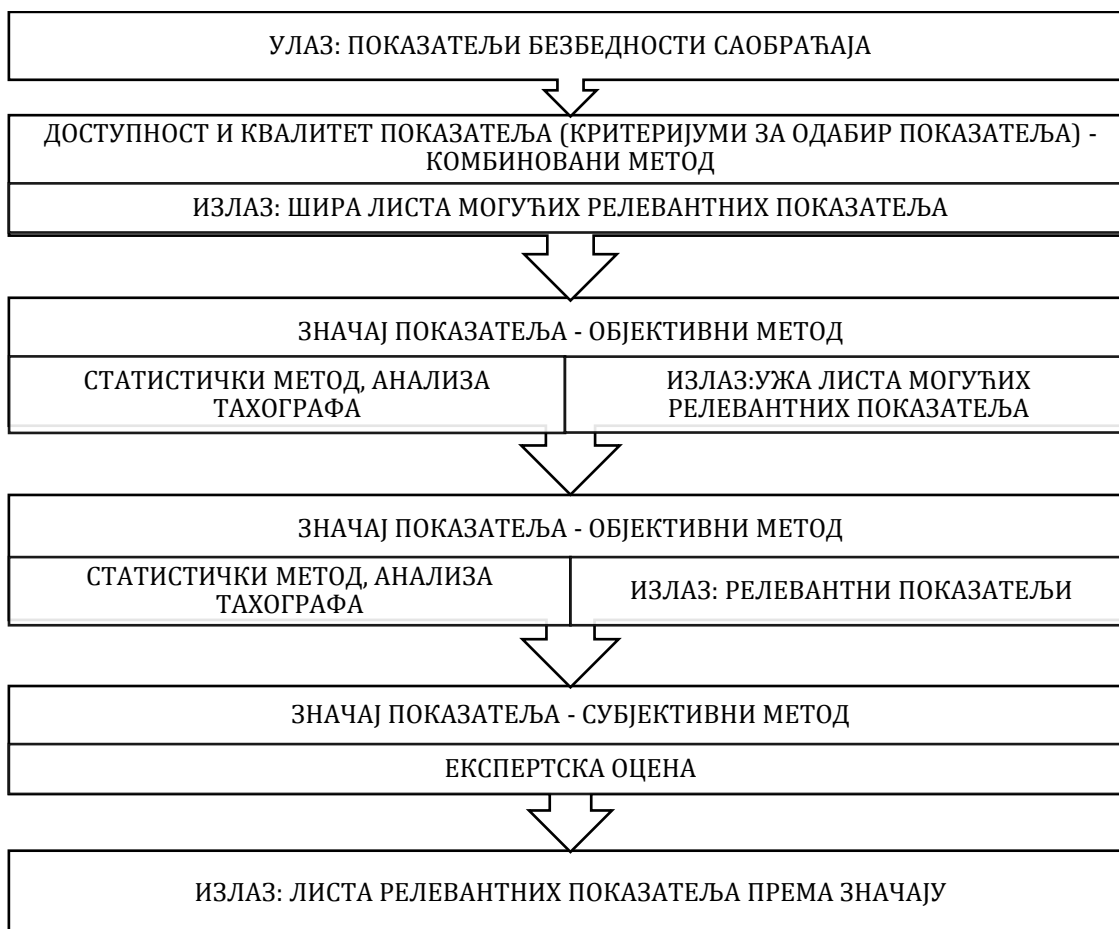 УЛАЗ: ПОКАЗАТЕЉИ БЕЗБЕДНОСТИ САОБРАЋАЈА
ДОСТУПНОСТ И КВАЛИТЕТ ПОКАЗАТЕЉА (КРИТЕРИЈУМИ ЗА ОДАБИР ПОКАЗАТЕЉА) -
КОМБИНОВАНИ МЕТОД
ИЗЛАЗ: ШИРА ЛИСТА МОГУЋИХ РЕЛЕВАНТНИХ ПОКАЗАТЕЉА
ЗНАЧАЈ ПОКАЗАТЕЉА - ОБЈЕКТИВНИ МЕТОД
СТАТИСТИЧКИ МЕТОД, АНАЛИЗА
ТАХОГРАФА
ИЗЛАЗ:УЖА ЛИСТА МОГУЋИХ
РЕЛЕВАНТНИХ ПОКАЗАТЕЉА
ЗНАЧАЈ ПОКАЗАТЕЉА - ОБЈЕКТИВНИ МЕТОД
СТАТИСТИЧКИ МЕТОД, АНАЛИЗА
ТАХОГРАФА
ИЗЛАЗ: РЕЛЕВАНТНИ ПОКАЗАТЕЉИ
ЗНАЧАЈ ПОКАЗАТЕЉА - СУБЈЕКТИВНИ МЕТОД
ЕКСПЕРТСКА ОЦЕНА
ИЗЛАЗ: ЛИСТА РЕЛЕВАНТНИХ ПОКАЗАТЕЉА ПРЕМА ЗНАЧАЈУ